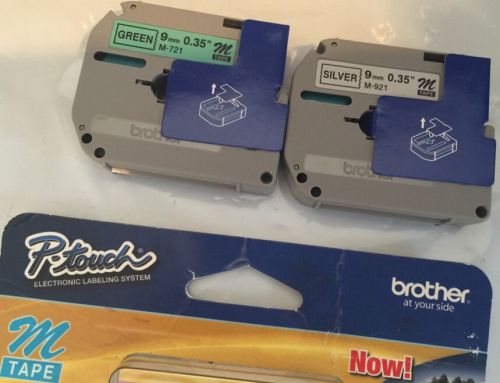 GREEN 9mm 0.35" M
M-721 TAPE
brother
SILVER 9mm 0.35" M
M-921 TAPE
brother
P-touch®
ELECTRONIC LABELING SYSTEM
brother
at your side
M
TAPE
Now!